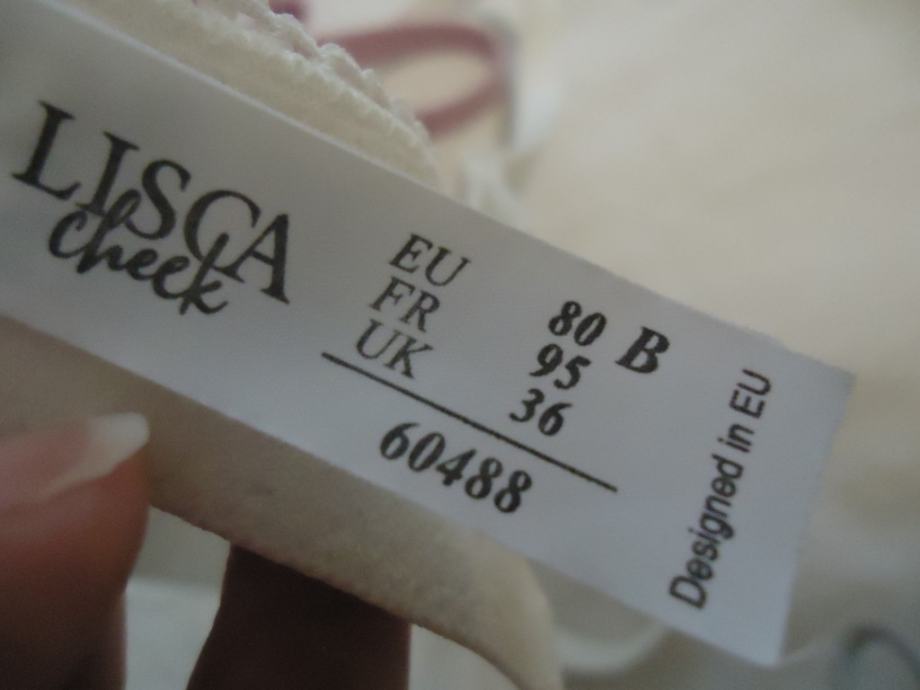 LISCA
Cheek
EU 80 B
FR 95
UK 36
60488
Designed in EU